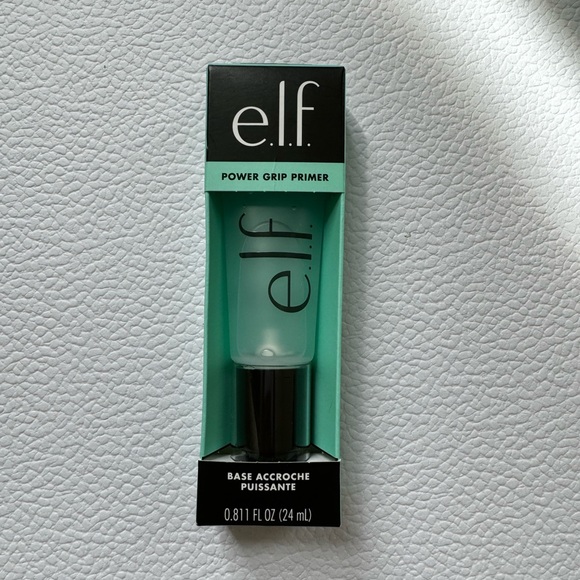 e.l.f.
POWER GRIP PRIMER
e.l.f.
BASE ACCROCHE
PUISSANTE
0.811 FL OZ (24 mL)